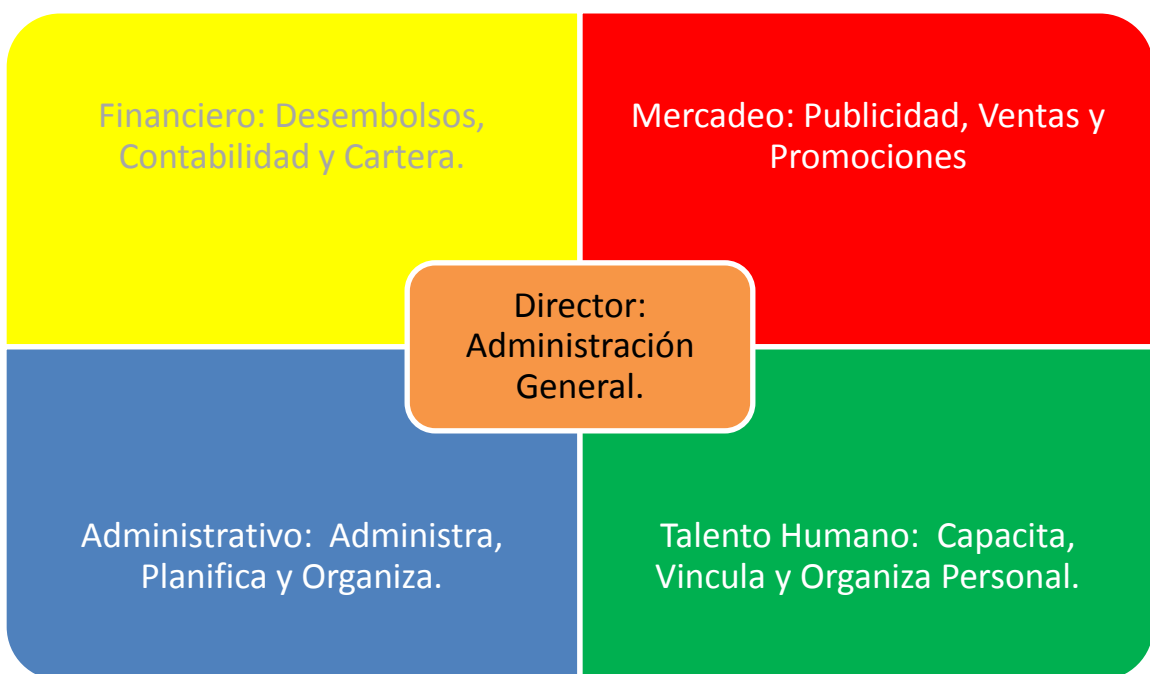 Financiero: Desembolsos,
Contabilidad y Cartera.
Mercadeo: Publicidad, Ventas y
Promociones
Director:
Administración
General.
Administrativo:  Administra,
Planifica y Organiza.
Talento Humano:  Capacita,
Vincula y Organiza Personal.